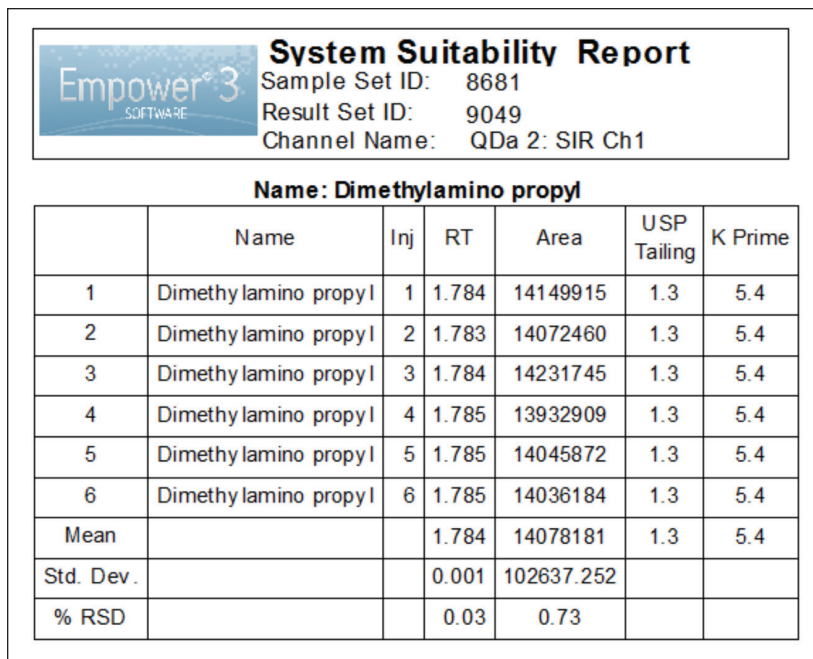 Empower® 3
SOFTWARE
System Suitability Report
Sample Set ID: 8681
Result Set ID: 9049
Channel Name: QDa 2: SIR Ch1
Name: Dimethylamino propyl
Name Inj RT Area USP Tailing K Prime
1 Dimethylamino propyl 1 1.784 14149915 1.3 5.4
2 Dimethylamino propyl 2 1.783 14072460 1.3 5.4
3 Dimethylamino propyl 3 1.784 14231745 1.3 5.4
4 Dimethylamino propyl 4 1.785 13932909 1.3 5.4
5 Dimethylamino propyl 5 1.785 14045872 1.3 5.4
6 Dimethylamino propyl 6 1.785 14036184 1.3 5.4
Mean 1.784 14078181 1.3 5.4
Std. Dev. 0.001 102637.252
% RSD 0.03 0.73